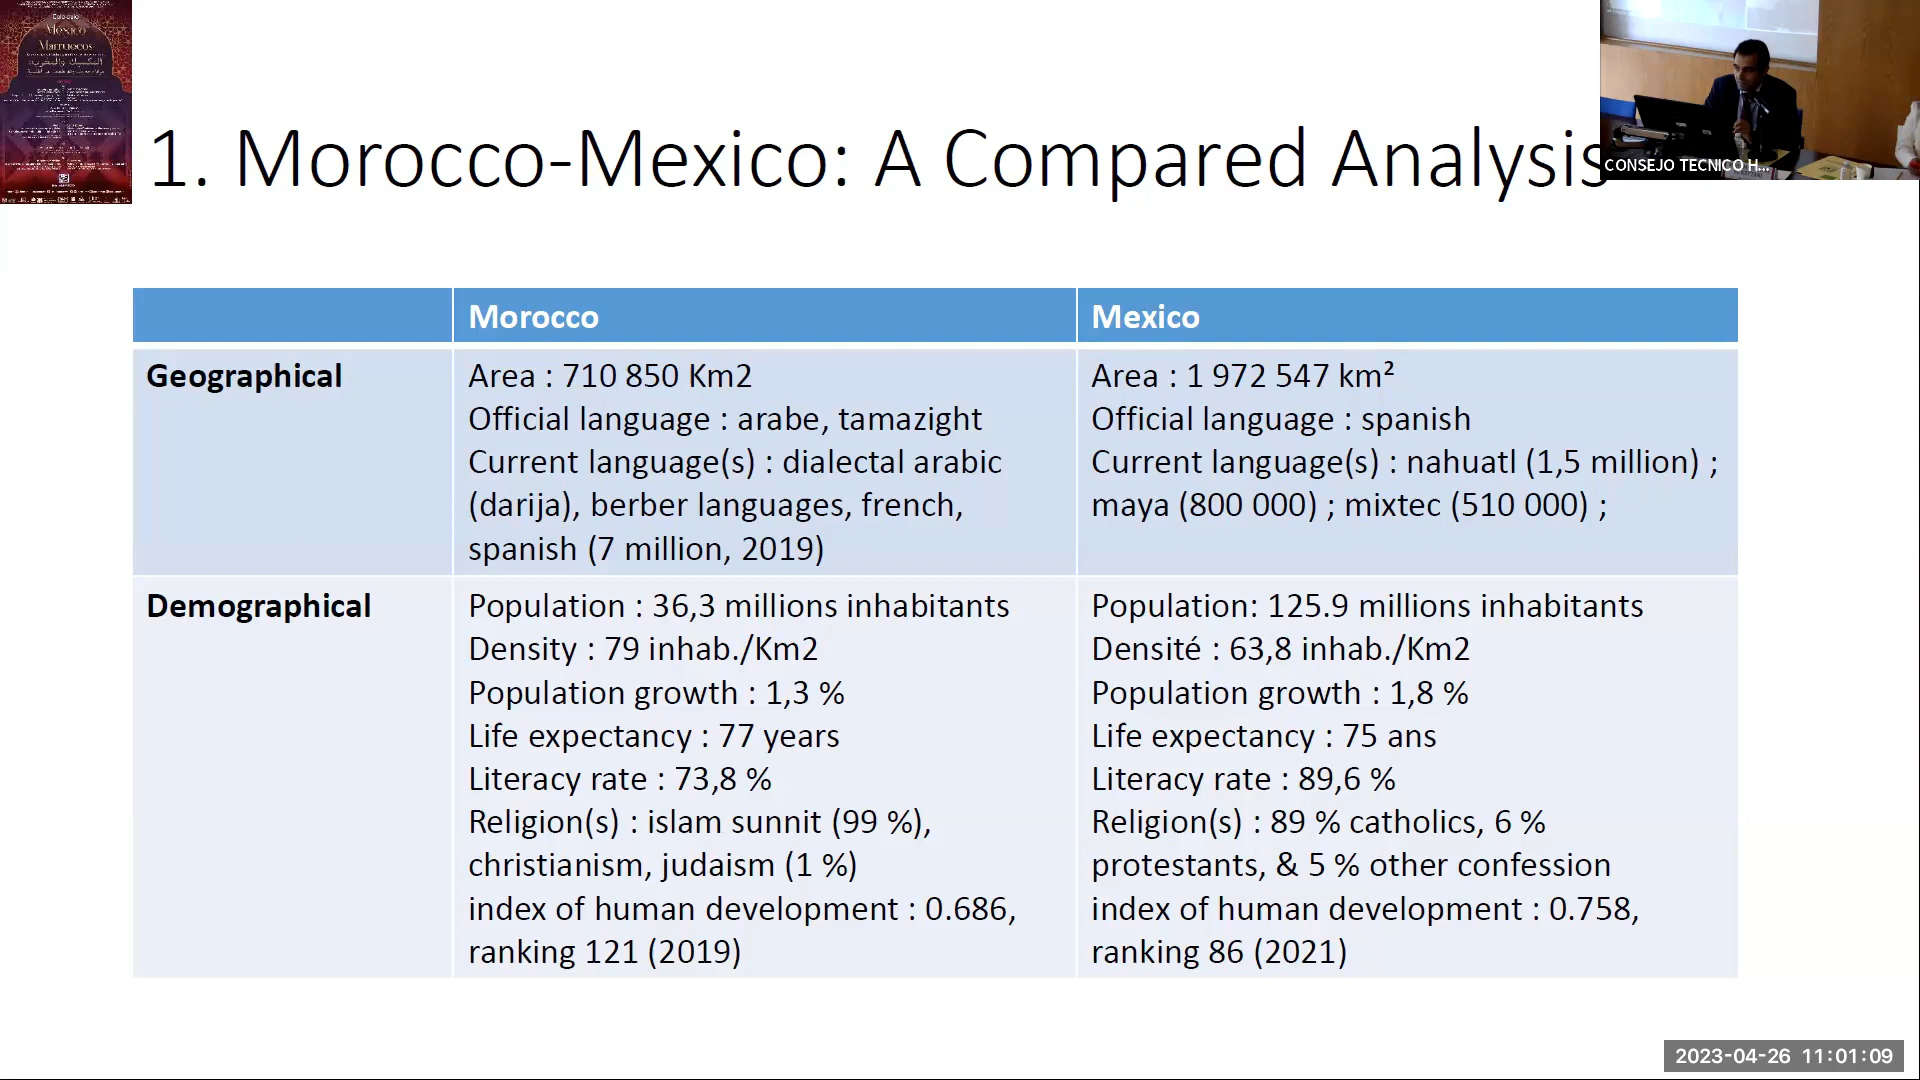 Coloquio
México
Marruecos
المكسيك والمغرب:
1. Morocco-Mexico: A Compared Analysis
CONSEJO TECNICO H...
Morocco
Mexico
Geographical
Area : 710 850 Km2
Official language : arabe, tamazight
Current language(s) : dialectal arabic
(darija), berber languages, french,
spanish (7 million, 2019)
Area : 1 972 547 km²
Official language : spanish
Current language(s) : nahuatl (1,5 million) ;
maya (800 000) ; mixtec (510 000) ;
Demographical
Population : 36,3 millions inhabitants
Density : 79 inhab./Km2
Population growth : 1,3 %
Life expectancy : 77 years
Literacy rate : 73,8 %
Religion(s) : islam sunnit (99 %),
christianism, judaism (1 %)
index of human development : 0.686,
ranking 121 (2019)
Population: 125.9 millions inhabitants
Densité : 63,8 inhab./Km2
Population growth : 1,8 %
Life expectancy : 75 ans
Literacy rate : 89,6 %
Religion(s) : 89 % catholics, 6 %
protestants, & 5 % other confession
index of human development : 0.758,
ranking 86 (2021)
2023-04-26 11:01:09